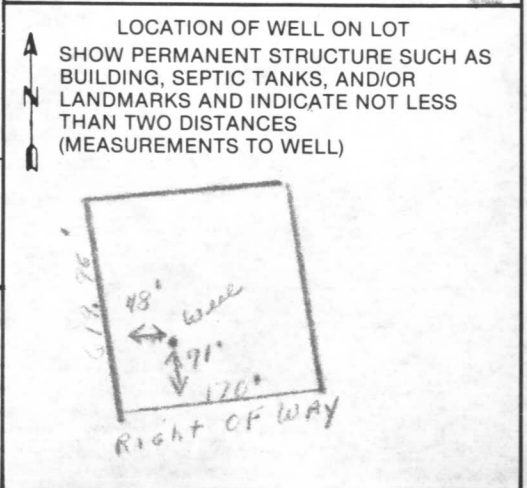 LOCATION OF WELL ON LOT
SHOW PERMANENT STRUCTURE SUCH AS
BUILDING, SEPTIC TANKS, AND/OR
N LANDMARKS AND INDICATE NOT LESS
THAN TWO DISTANCES
(MEASUREMENTS TO WELL)
48'
Well
91'
170'
RIGHT OF WAY